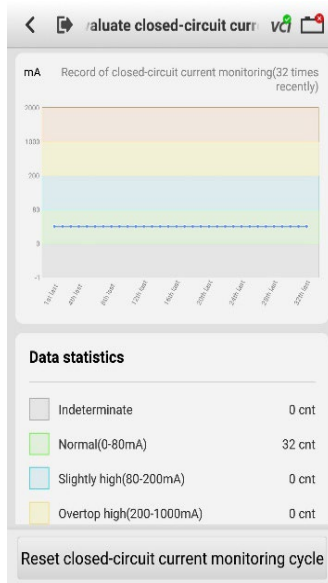 valuate closed-circuit curr
VCI
mA
Record of closed-circuit current monitoring(32 times
recently)
2000
1000
200
80
0
-1
1st last
4th last
8th last
12th last
16th last
20th last
24th last
28th last
32th last
Data statistics
Indeterminate 0 cnt
Normal(0-80mA) 32 cnt
Slightly high(80-200mA) 0 cnt
Overtop high(200-1000mA) 0 cnt
Reset closed-circuit current monitoring cycle